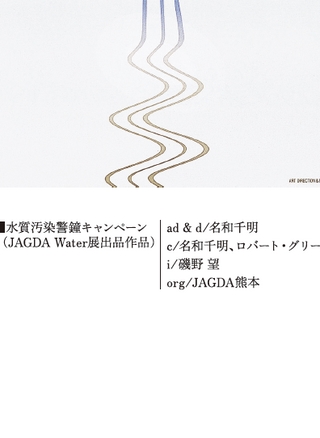 ART DIRECTION &
■水質汚染警鐘キャンペーン
(JAGDA Water展出品作品)
ad & d/名和千明
c/名和千明、ロバート・グリー
i/磯野 望
org/JAGDA熊本